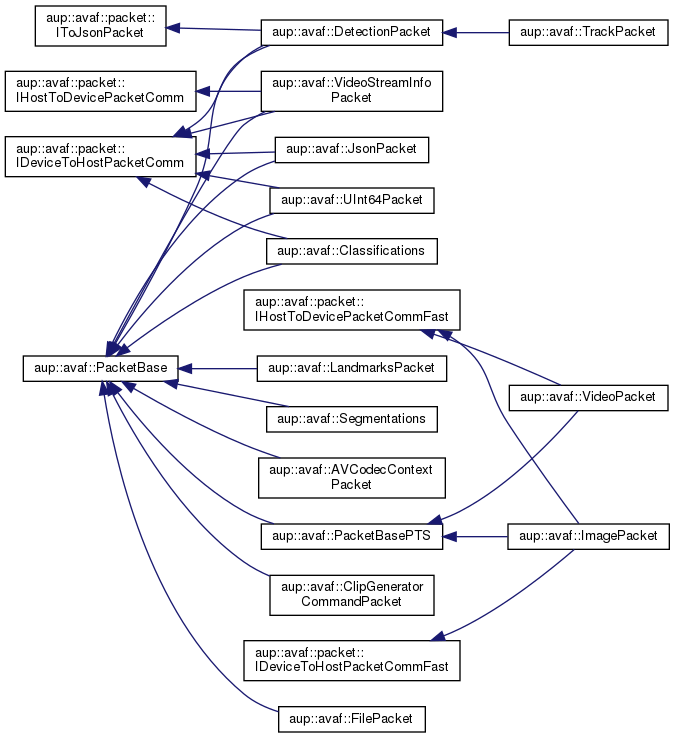 aup::avaf::packet::
IToJsonPacket
aup::avaf::DetectionPacket
aup::avaf::TrackPacket
aup::avaf::packet::
IHostToDevicePacketComm
aup::avaf::VideoStreamInfo
Packet
aup::avaf::packet::
IDeviceToHostPacketComm
aup::avaf::JsonPacket
aup::avaf::UInt64Packet
aup::avaf::Classifications
aup::avaf::packet::
IHostToDevicePacketCommFast
aup::avaf::PacketBase
aup::avaf::LandmarksPacket
aup::avaf::VideoPacket
aup::avaf::Segmentations
aup::avaf::AVCodecContext
Packet
aup::avaf::PacketBasePTS
aup::avaf::ImagePacket
aup::avaf::ClipGenerator
CommandPacket
aup::avaf::packet::
IDeviceToHostPacketCommFast
aup::avaf::FilePacket